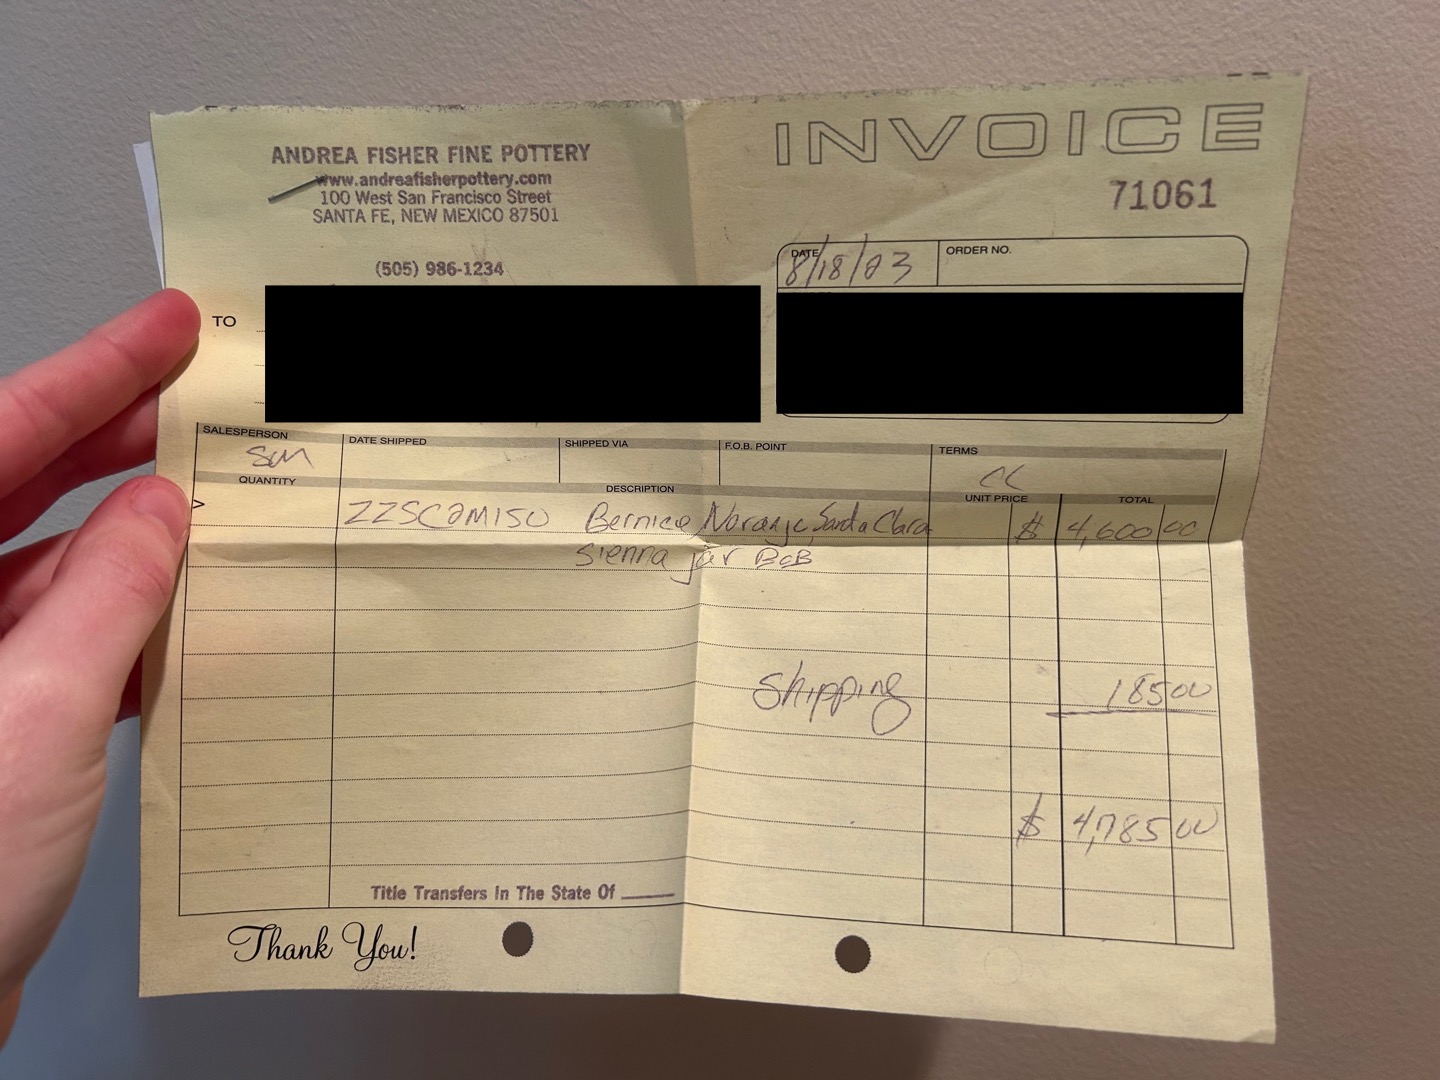 ANDREA FISHER FINE POTTERY
www.andreafisherpottery.com
100 West San Francisco Street
SANTA FE, NEW MEXICO 87501
(505) 986-1234
INVOICE
71061
DATE
8/18/23
ORDER NO.
TO
SALESPERSON
DATE SHIPPED
SHIPPED VIA
F.O.B. POINT
TERMS
CC
QUANTITY
DESCRIPTION
UNIT PRICE
TOTAL
Bernice Naranjo, Santa Clara $ 4,600 00
Sienna jar
Shipping 185 00
$ 4,785 00
Title Transfers In The State Of
Thank You!